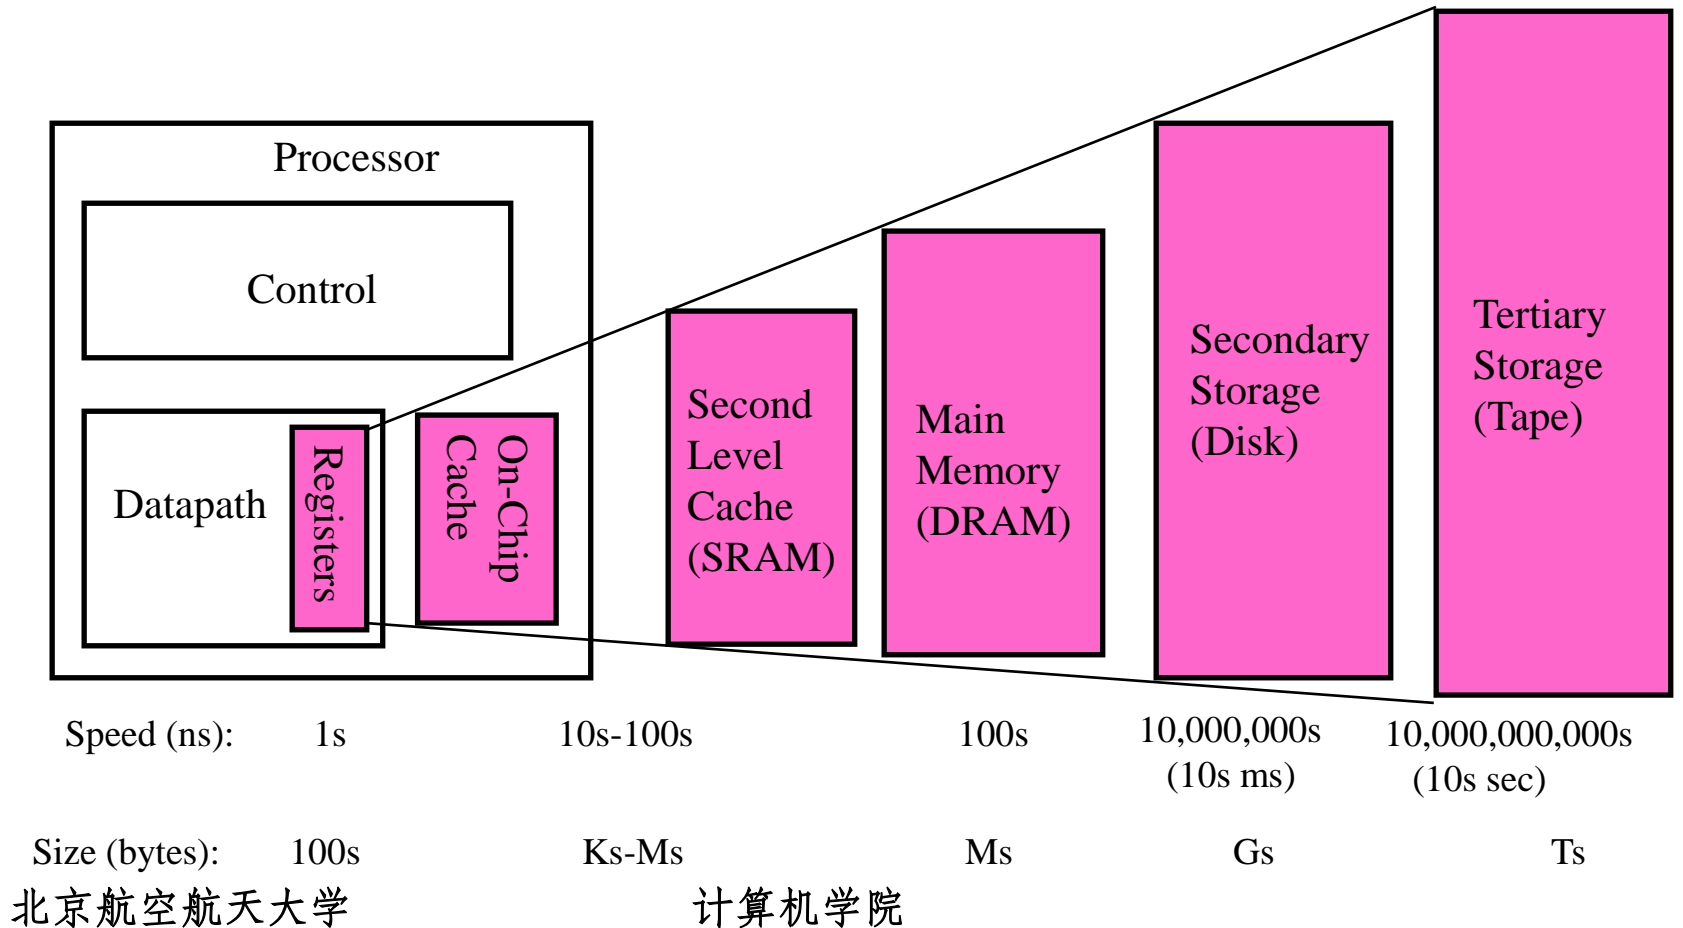 Processor
Control
Datapath
Registers
On-Chip
Cache
Second
Level
Cache
(SRAM)
Main
Memory
(DRAM)
Secondary
Storage
(Disk)
Tertiary
Storage
(Tape)
Speed (ns): 1s 10s-100s 100s 10,000,000s 10,000,000,000s
(10s ms) (10s sec)
Size (bytes): 100s Ks-Ms Ms Gs Ts
北京航空航天大学 计算机学院